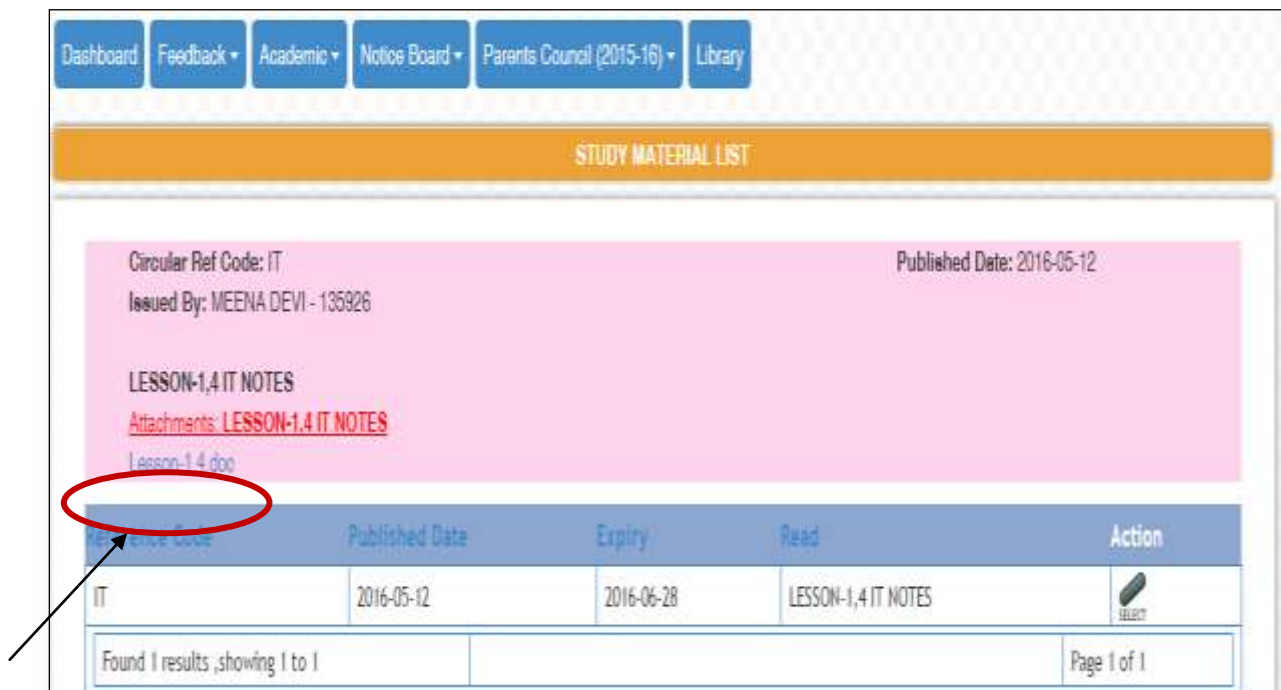 Dashboard Feedback Academic Notice Board Parents Council (2015-16) Library
STUDY MATERIAL LIST
Circular Ref Code: IT Published Date: 2016-05-12
Issued By: MEENA DEVI - 135926
LESSON-1,4 IT NOTES
Attachments: LESSON-1.4 IT NOTES
Lesson-1 4.doc
Reference Code Published Date Expiry Read Action
IT 2016-05-12 2016-06-28 LESSON-1,4 IT NOTES SELECT
Found 1 results ,showing 1 to 1 Page 1 of 1